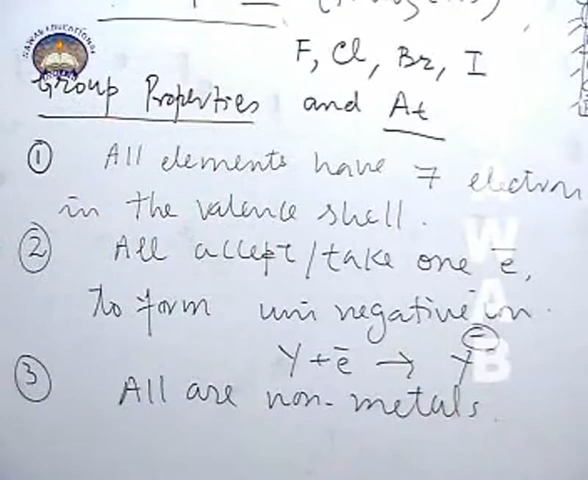 F, Cl, Br, I
Group Properties and At
① All elements have 7 electron
in the valence shell.
② All accept/take one e̅,
to form uni negative ion.
Y + e̅ → Y⁻
③ All are non-metals.
WAB